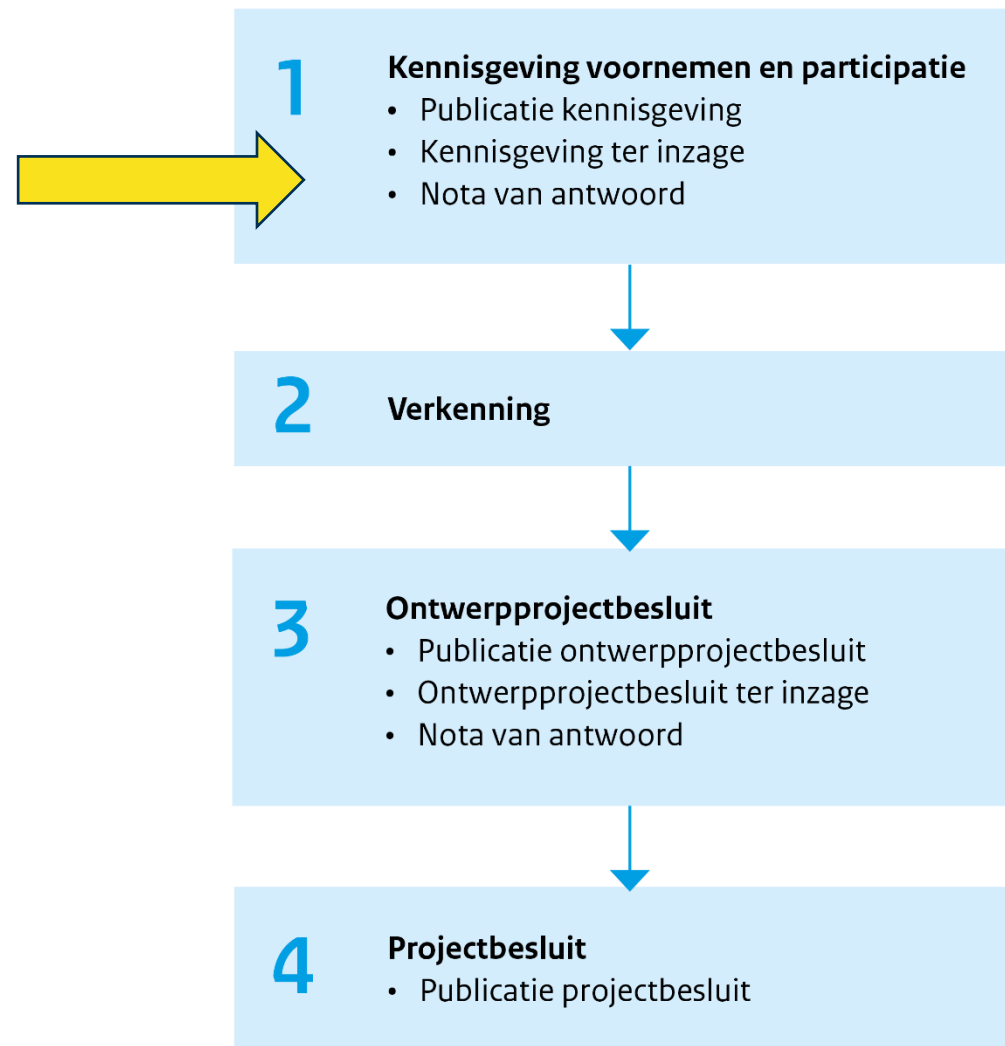 1
Kennisgeving voornemen en participatie
• Publicatie kennisgeving
• Kennisgeving ter inzage
• Nota van antwoord
2
Verkenning
3
Ontwerpprojectbesluit
• Publicatie ontwerpprojectbesluit
• Ontwerpprojectbesluit ter inzage
• Nota van antwoord
4
Projectbesluit
• Publicatie projectbesluit